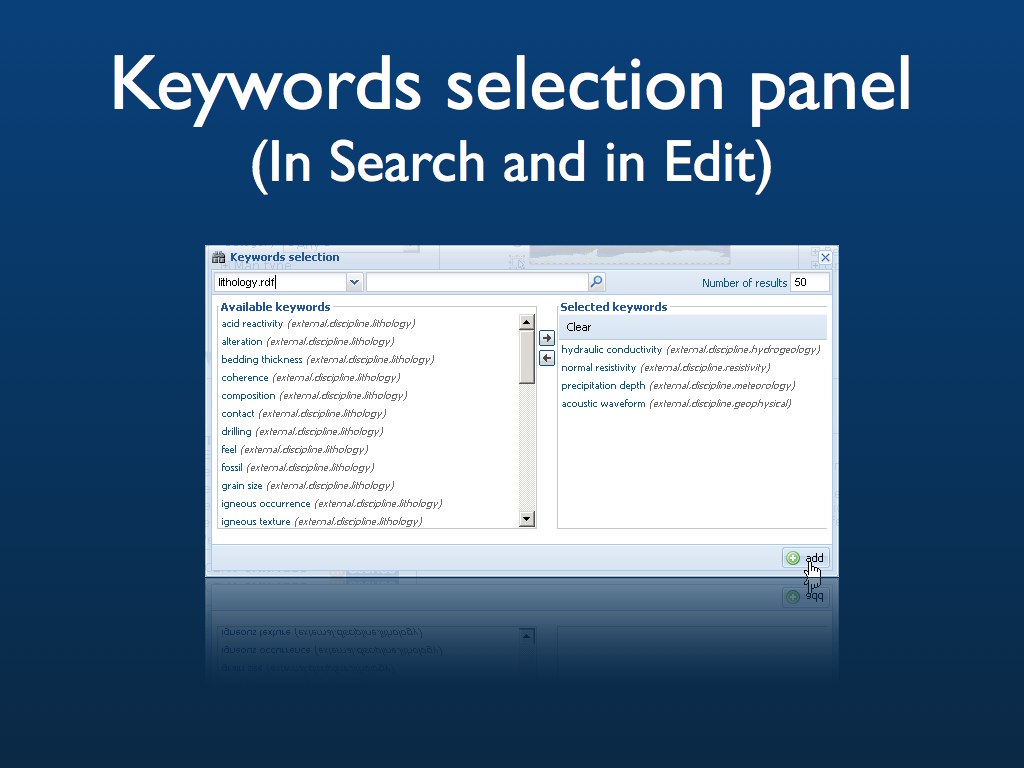 Keywords selection panel
(In Search and in Edit)
Keywords selection
lithology.rdf
Number of results 50
Available keywords
acid reactivity (external.discipline.lithology)
alteration (external.discipline.lithology)
bedding thickness (external.discipline.lithology)
coherence (external.discipline.lithology)
composition (external.discipline.lithology)
contact (external.discipline.lithology)
drilling (external.discipline.lithology)
feel (external.discipline.lithology)
fossil (external.discipline.lithology)
grain size (external.discipline.lithology)
igneous occurrence (external.discipline.lithology)
igneous texture (external.discipline.lithology)
Selected keywords
Clear
hydraulic conductivity (external.discipline.hydrogeology)
normal resistivity (external.discipline.resistivity)
precipitation depth (external.discipline.meteorology)
acoustic waveform (external.discipline.geophysical)
add